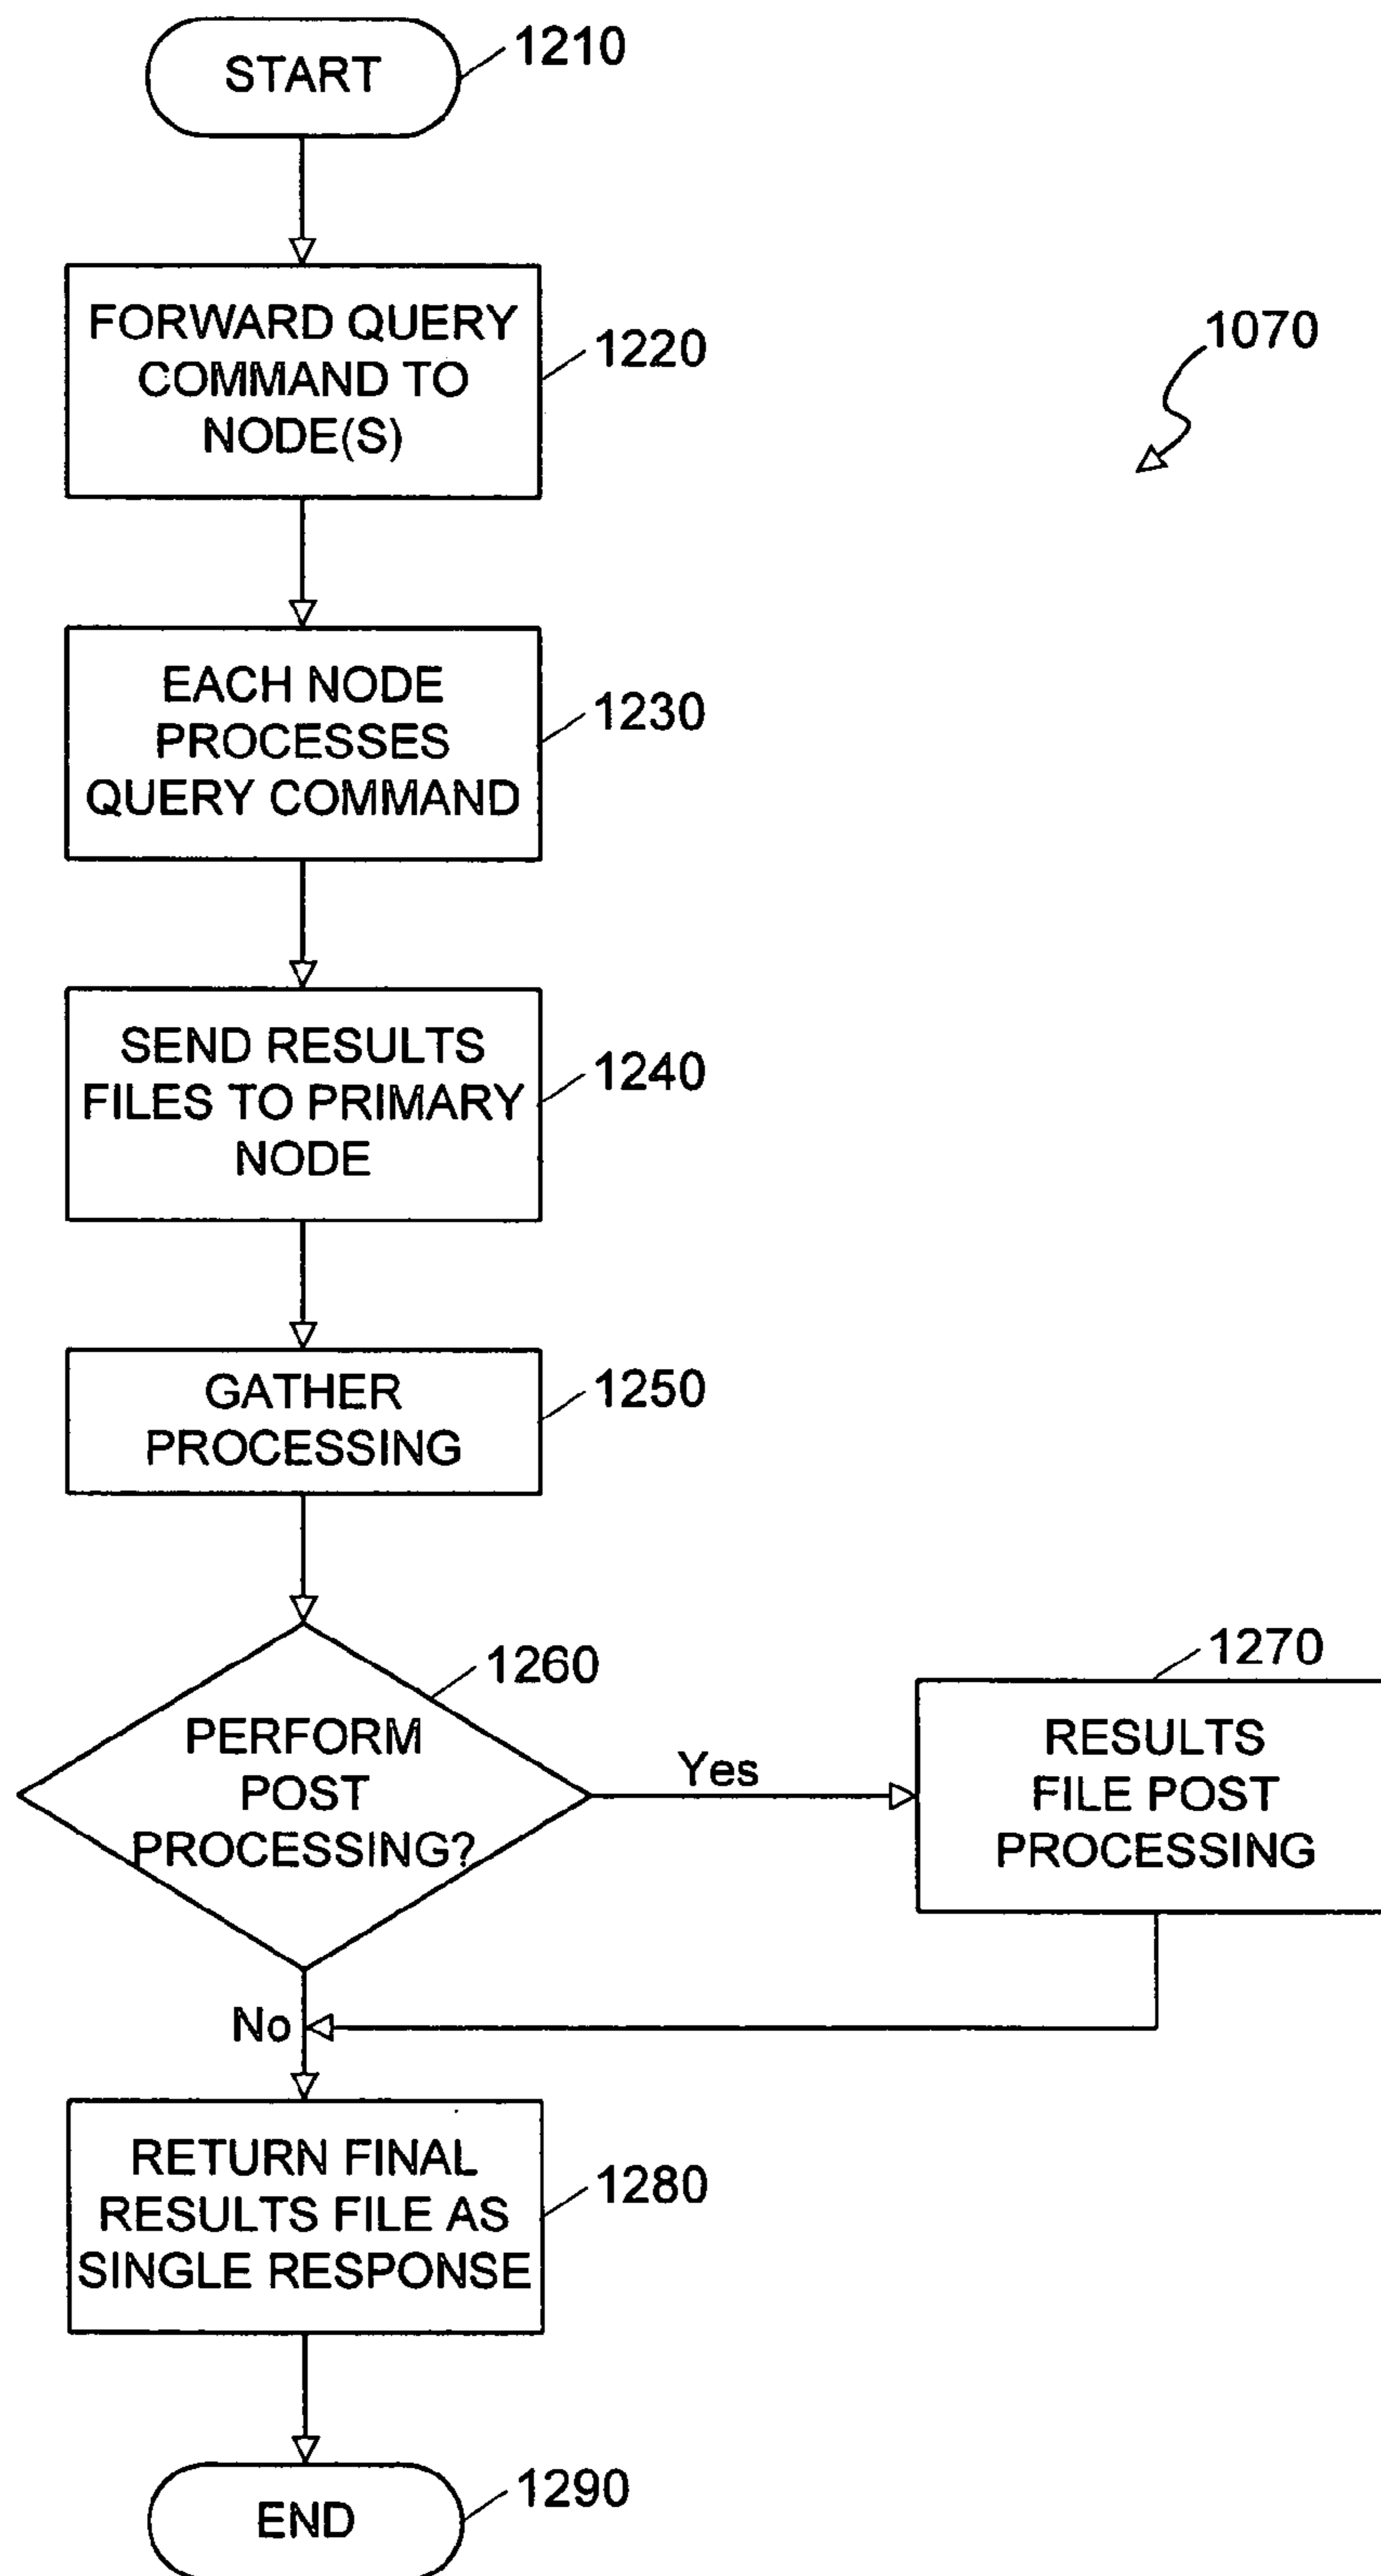 START
1210
FORWARD QUERY
COMMAND TO
NODE(S)
1220
1070
EACH NODE
PROCESSES
QUERY COMMAND
1230
SEND RESULTS
FILES TO PRIMARY
NODE
1240
GATHER
PROCESSING
1250
PERFORM
POST
PROCESSING?
1260
Yes
RESULTS
FILE POST
PROCESSING
1270
No
RETURN FINAL
RESULTS FILE AS
SINGLE RESPONSE
1280
END
1290